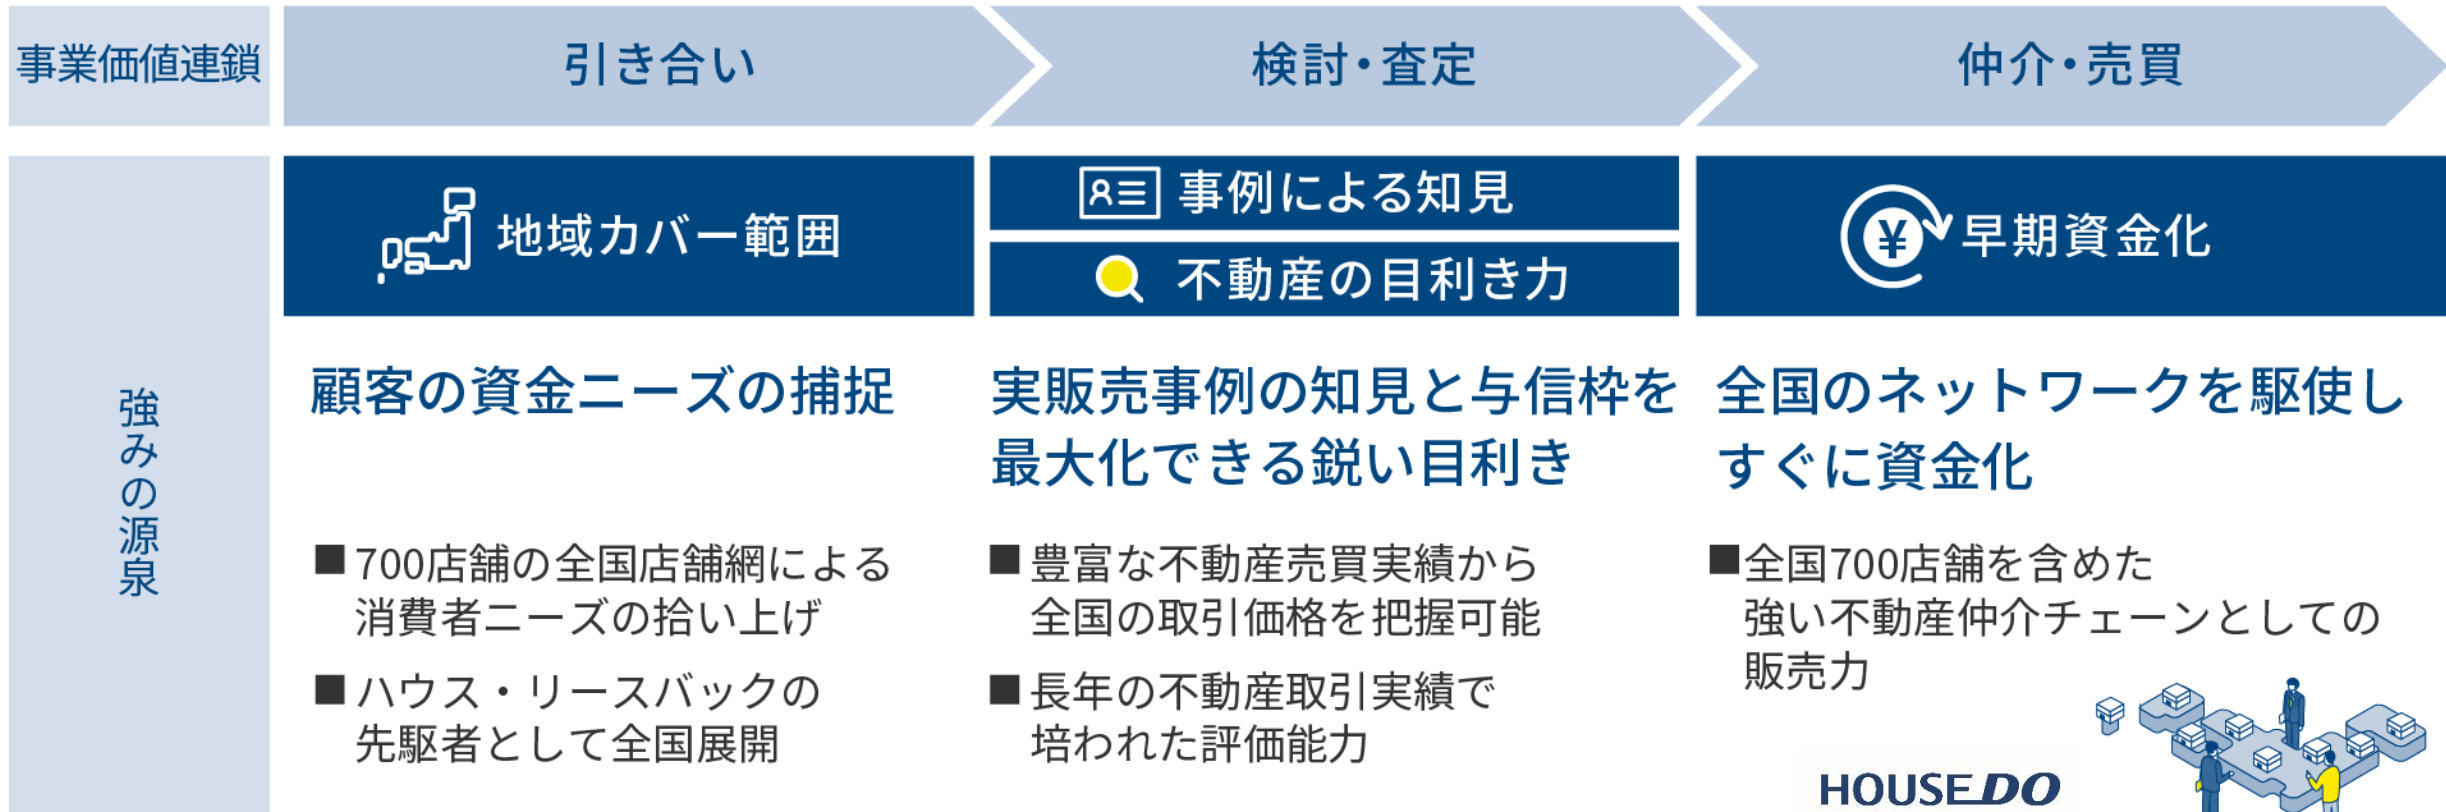 事業価値連鎖
引き合い
検討・査定
仲介・売買
強みの源泉
地域カバー範囲
顧客の資金ニーズの捕捉
■ 700店舗の全国店舗網による
消費者ニーズの拾い上げ
■ ハウス・リースバックの
先駆者として全国展開
事例による知見
不動産の目利き力
実販売事例の知見と与信枠を
最大化できる鋭い目利き
■ 豊富な不動産売買実績から
全国の取引価格を把握可能
■ 長年の不動産取引実績で
培われた評価能力
¥ 早期資金化
全国のネットワークを駆使し
すぐに資金化
■全国700店舗を含めた
強い不動産仲介チェーンとしての
販売力
HOUSEDO